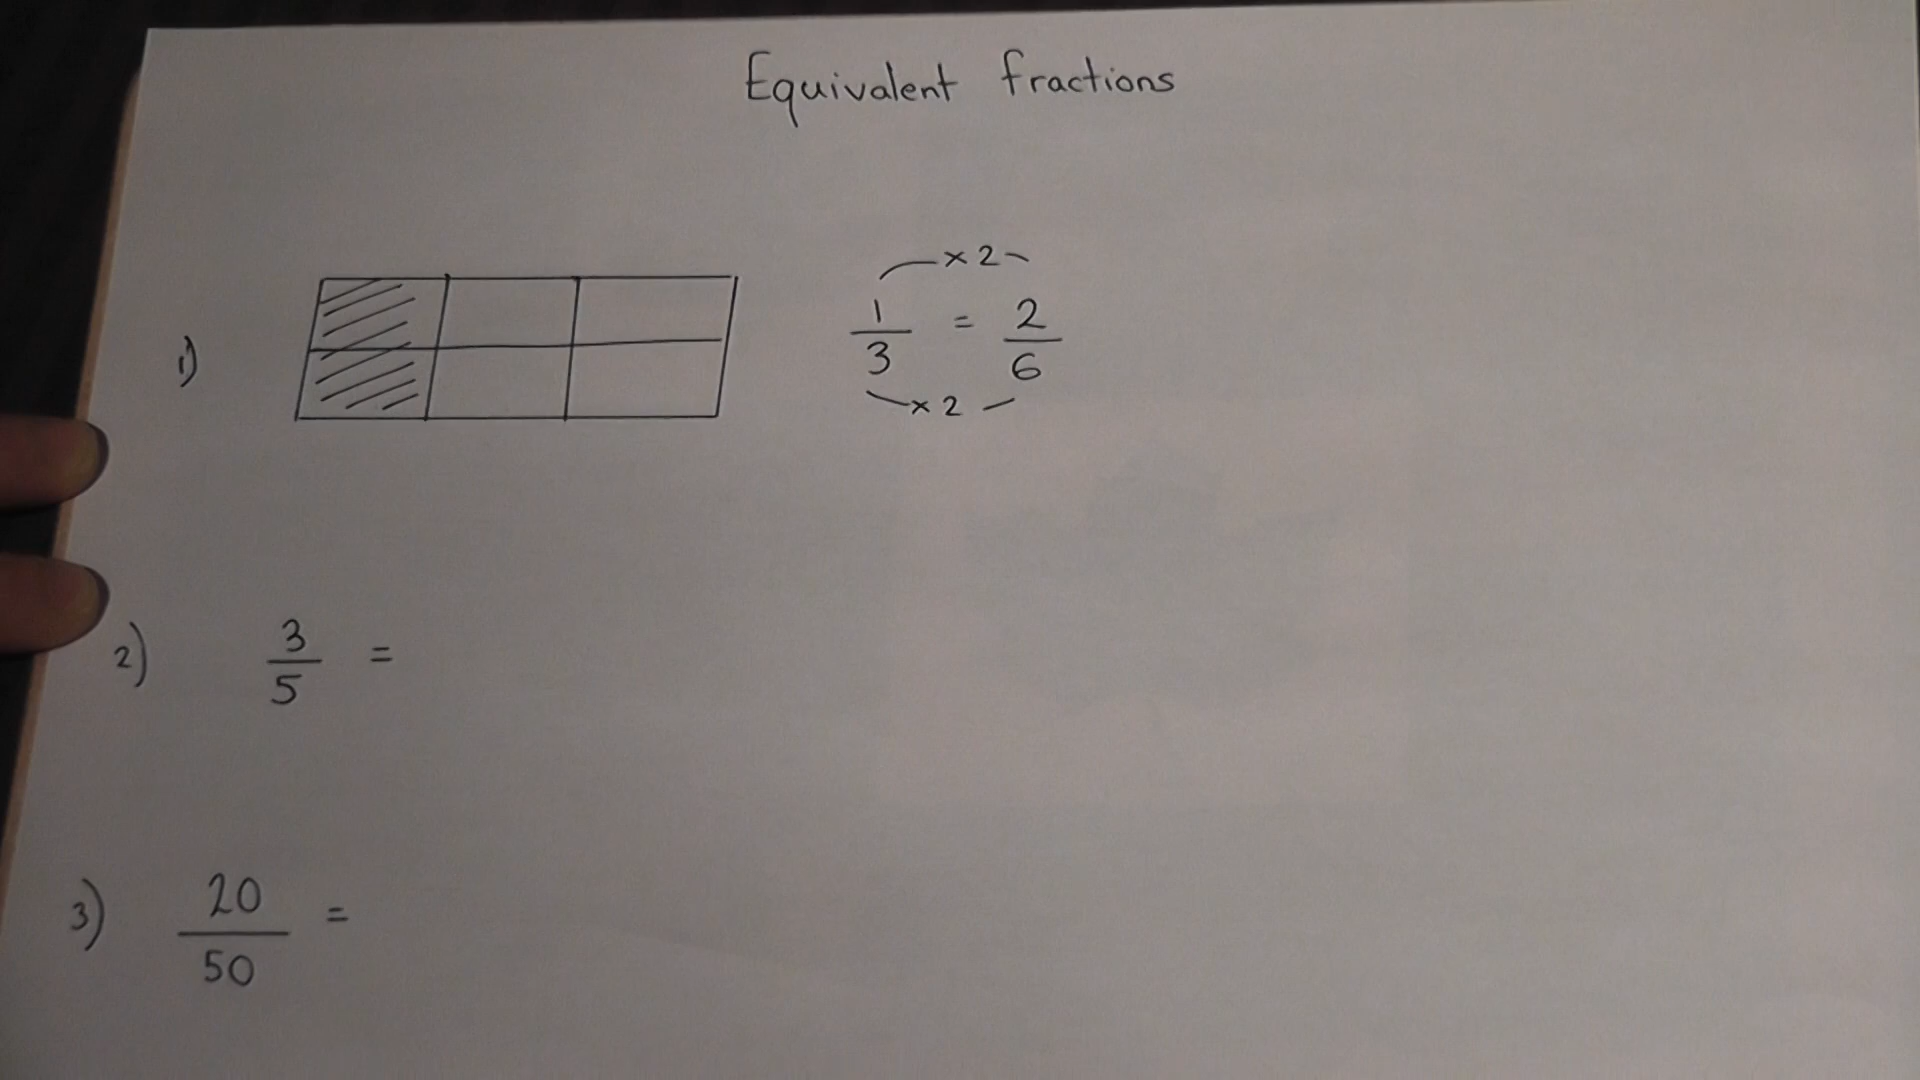 Equivalent fractions
1) 1/3 = 2/6
× 2
× 2
2) 3/5 =
3) 20/50 =